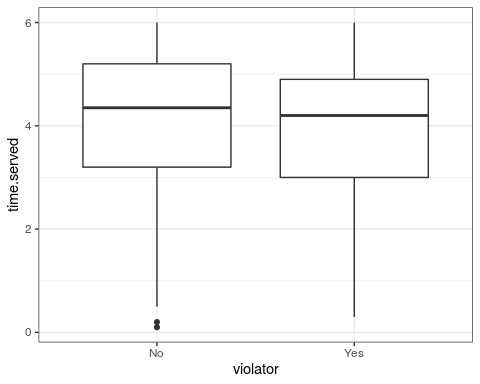 time.served
6
4
2
0
No Yes
violator